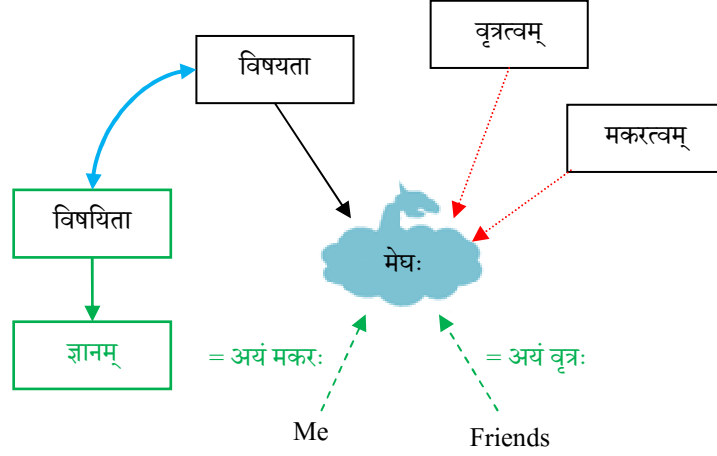 वृत्रत्वम्
विषयता
मकरत्वम्
विषयिता
मेघः
ज्ञानम्
= अयं मकरः
= अयं वृत्रः
Me
Friends